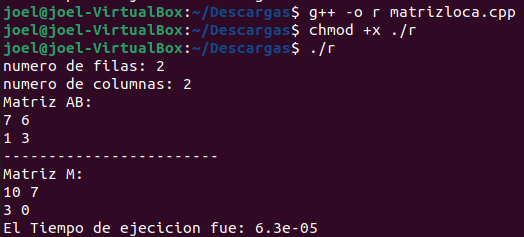 joel@joel-VirtualBox:~/Descargas$ g++ -o r matrizloca.cpp
joel@joel-VirtualBox:~/Descargas$ chmod +x ./r
joel@joel-VirtualBox:~/Descargas$ ./r
numero de filas: 2
numero de columnas: 2
Matriz AB:
7 6
1 3
------------------------
Matriz M:
10 7
3 0
El Tiempo de ejecicion fue: 6.3e-05